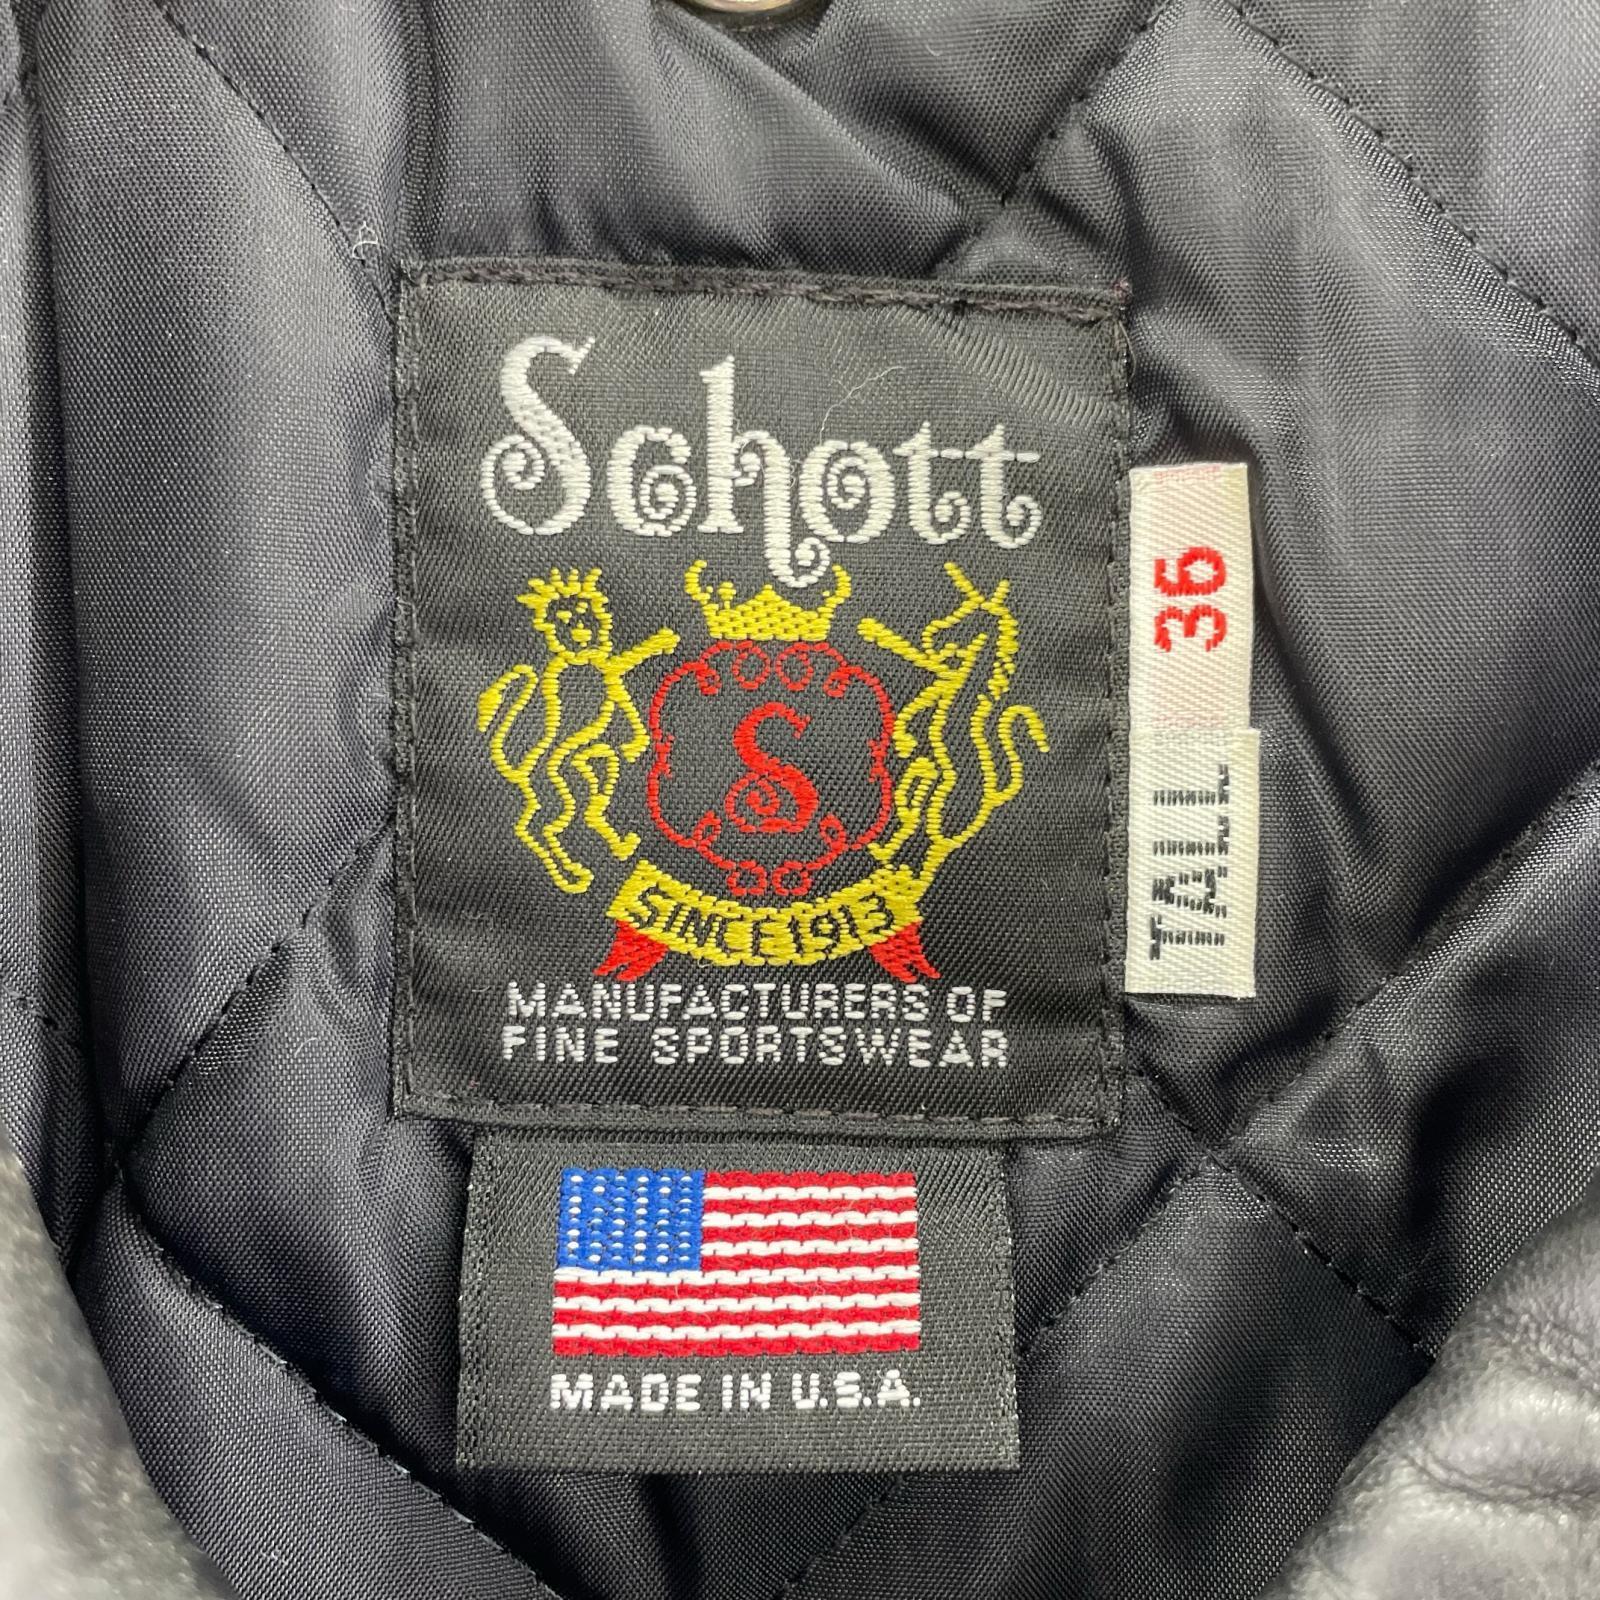 Schott
S
SINCE 1913
MANUFACTURERS OF
FINE SPORTSWEAR
36
TALL
MADE IN U.S.A.